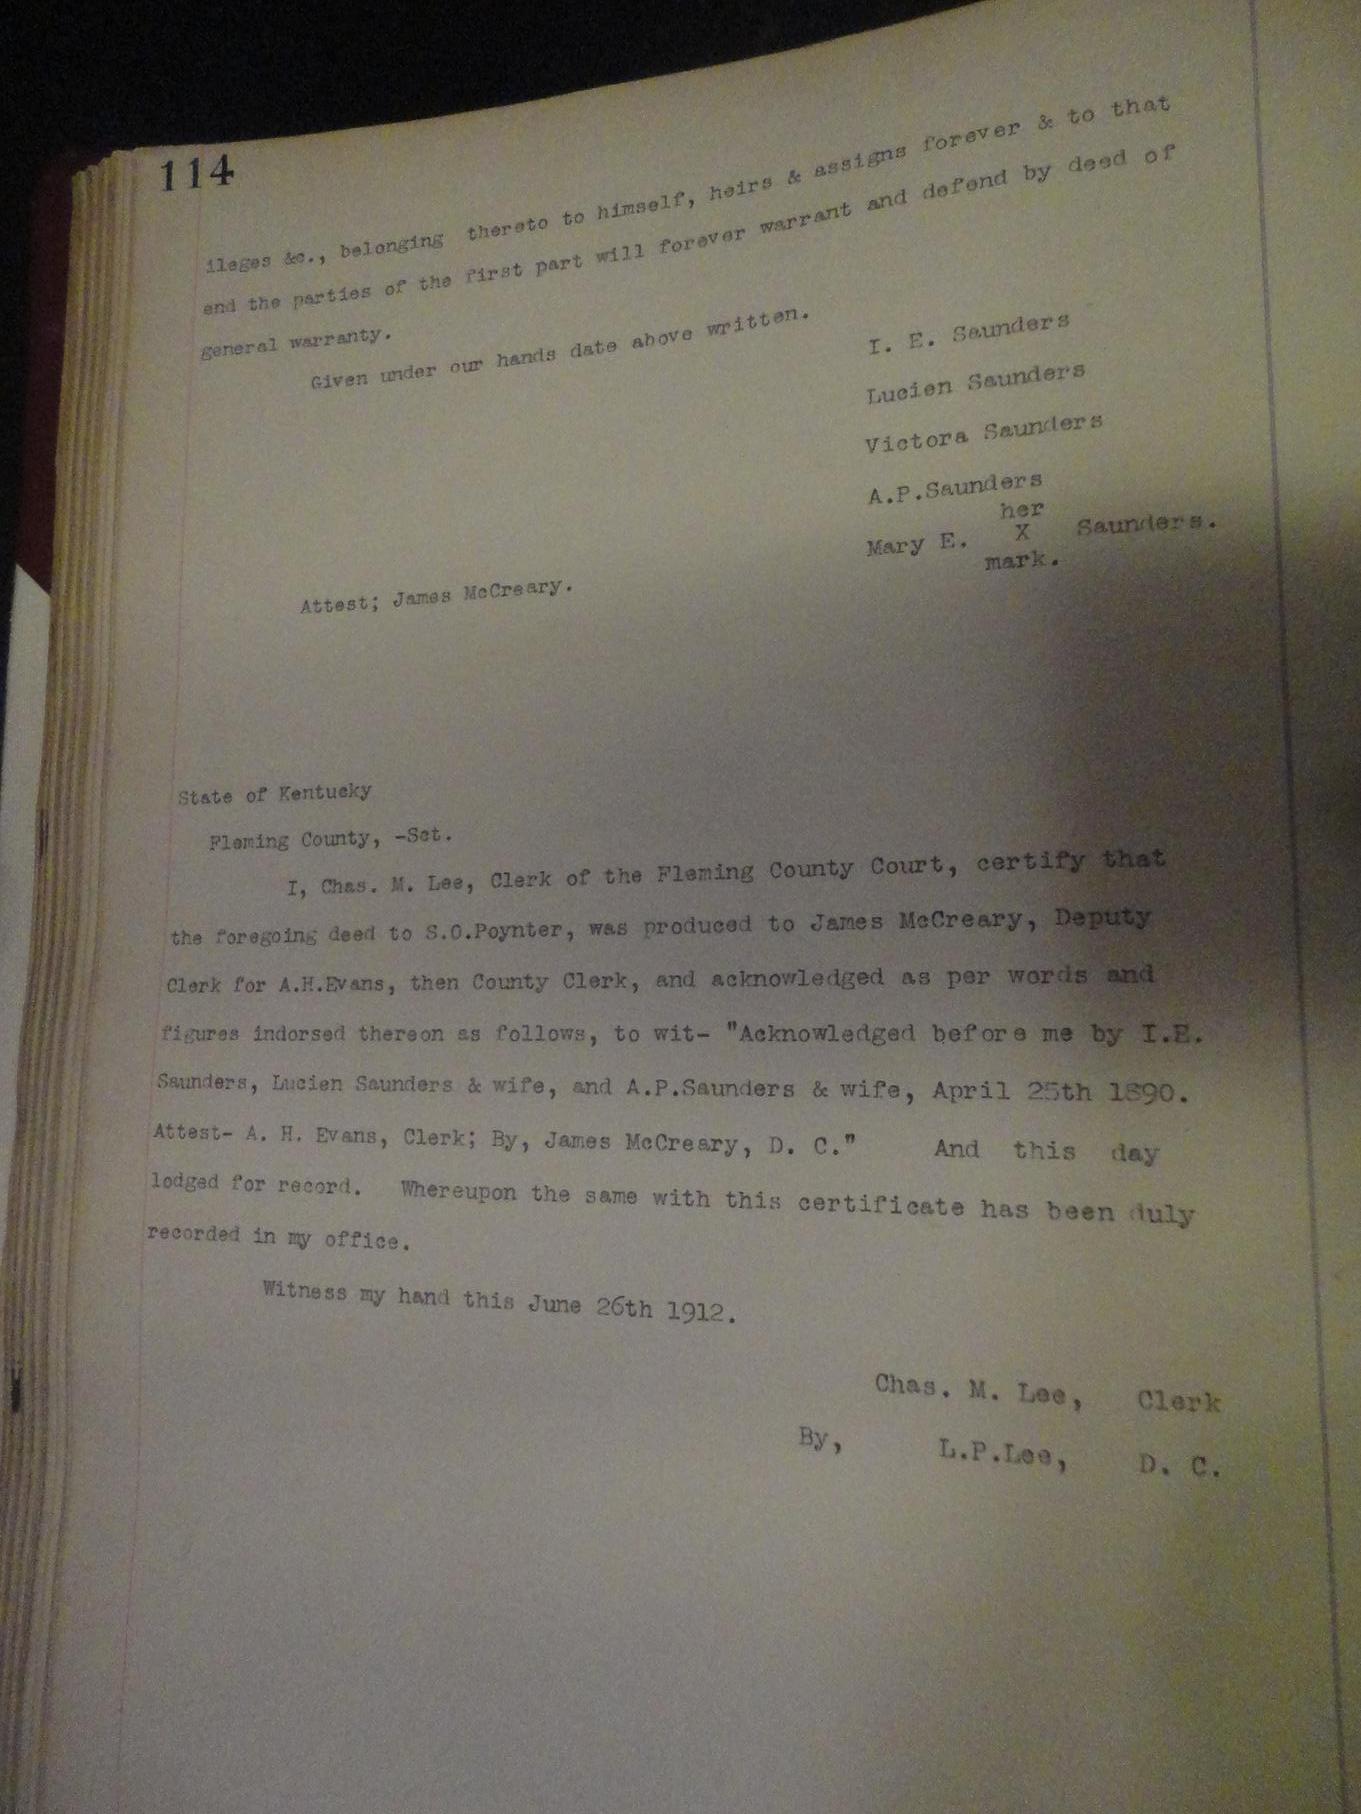 114
ileges &c., belonging thereto to himself, heirs & assigns forever & to that
end the parties of the first part will forever warrant and defend by deed of
general warranty.
Given under our hands date above written.
I. E. Saunders
Lucien Saunders
Victora Saunders
A.P.Saunders
her
Mary E. X Saunders.
mark.
Attest; James McCreary.
State of Kentucky
Fleming County, -Sct.
I, Chas. M. Lee, Clerk of the Fleming County Court, certify that
the foregoing deed to S.O.Poynter, was produced to James McCreary, Deputy
Clerk for A.H.Evans, then County Clerk, and acknowledged as per words and
figures indorsed thereon as follows, to wit- "Acknowledged before me by I.E.
Saunders, Lucien Saunders & wife, and A.P.Saunders & wife, April 25th 1890.
Attest- A. H. Evans, Clerk; By, James McCreary, D. C." And this day
lodged for record. Whereupon the same with this certificate has been duly
recorded in my office.
Witness my hand this June 26th 1912.
Chas. M. Lee, Clerk
By, L.P.Lee, D. C.